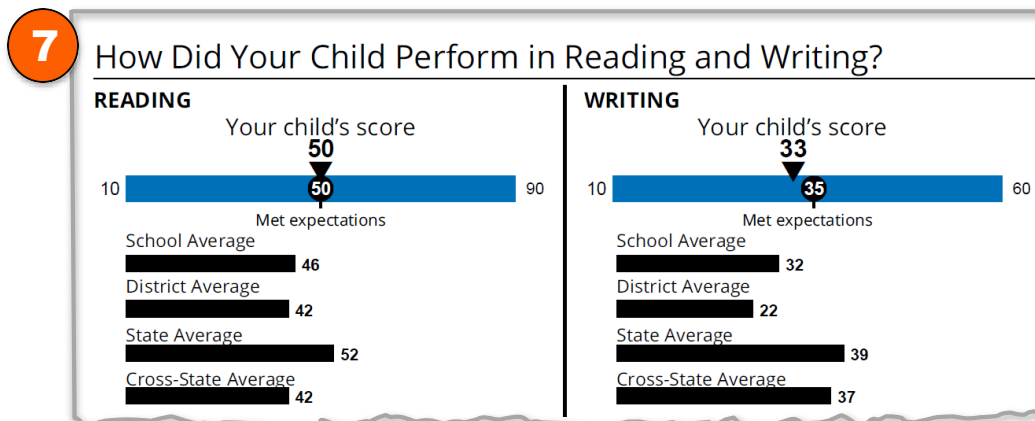 7
How Did Your Child Perform in Reading and Writing?
READING
Your child's score
50
10 50 90
Met expectations
School Average
46
District Average
42
State Average
52
Cross-State Average
42
WRITING
Your child's score
33
10 35 60
Met expectations
School Average
32
District Average
22
State Average
39
Cross-State Average
37